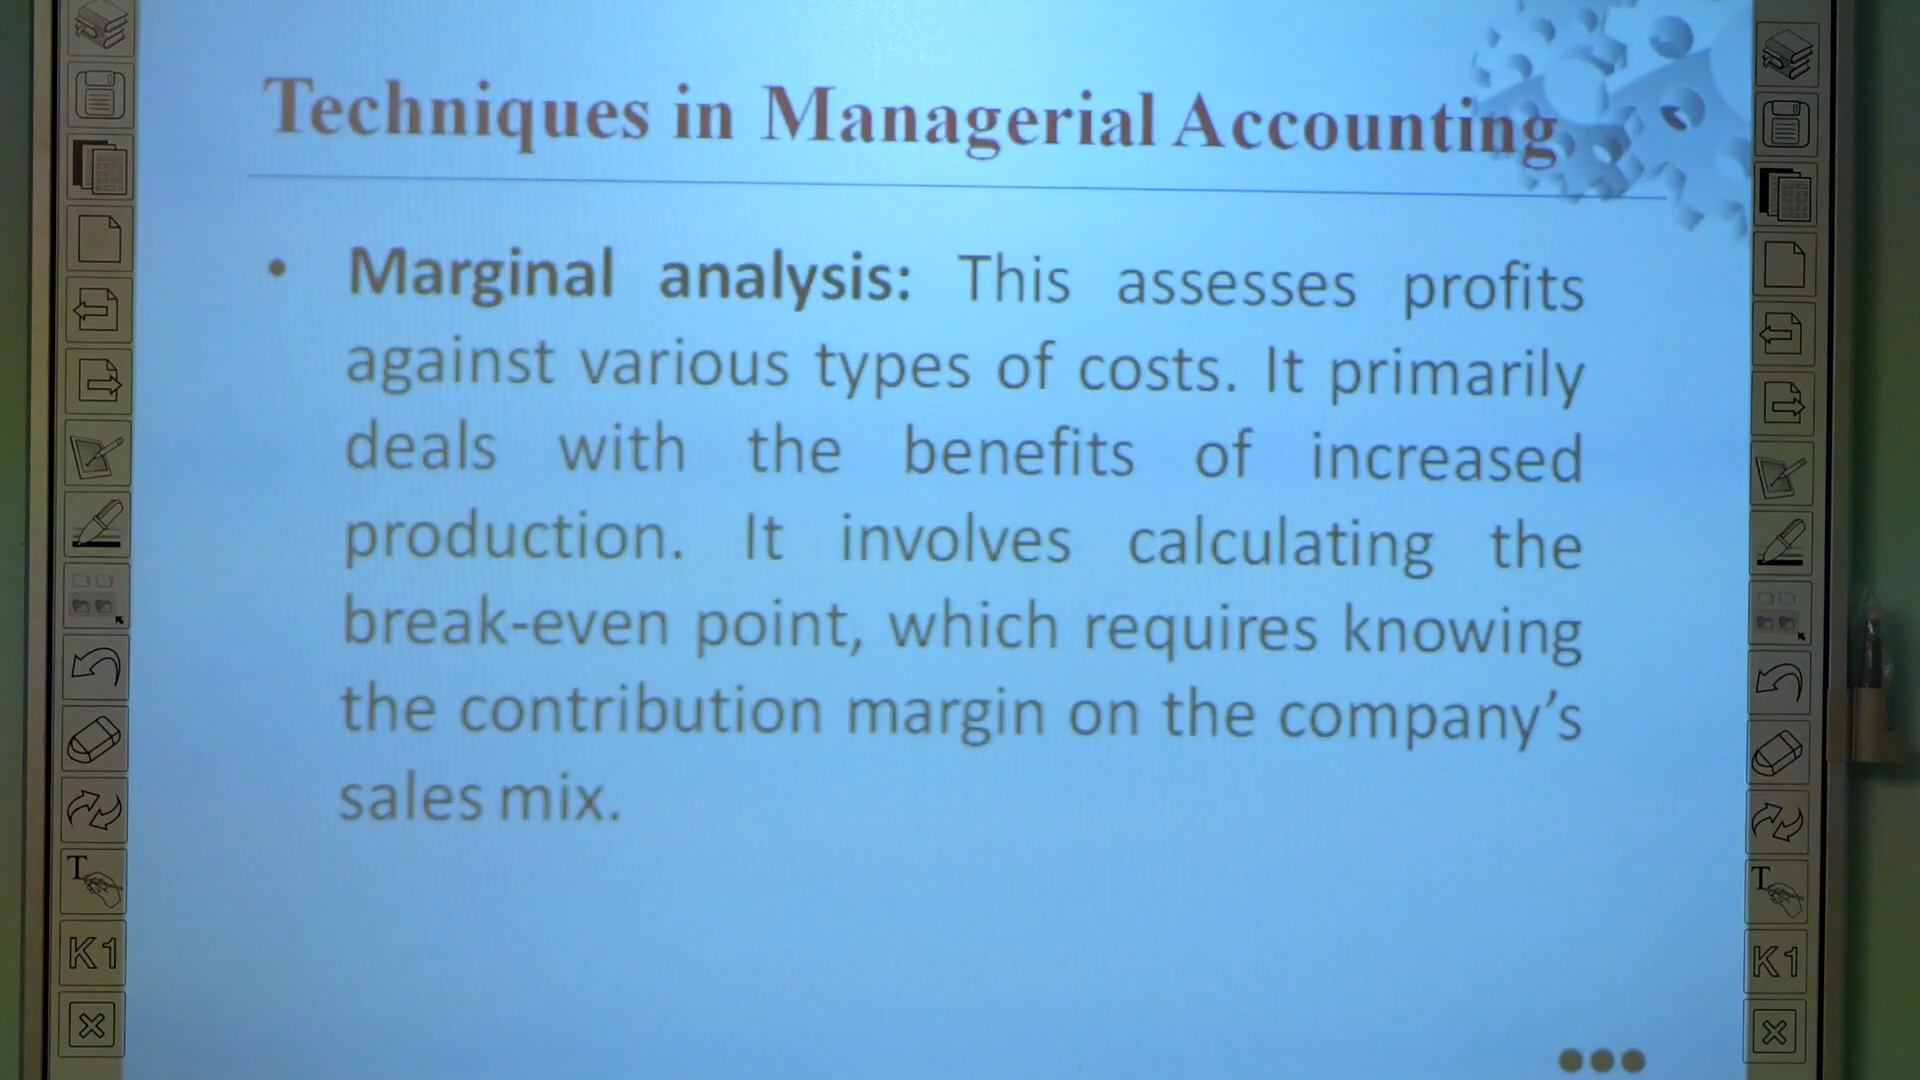 Techniques in Managerial Accounting
• Marginal analysis: This assesses profits
against various types of costs. It primarily
deals with the benefits of increased
production. It involves calculating the
break-even point, which requires knowing
the contribution margin on the company's
sales mix.
T
K1
T
K1